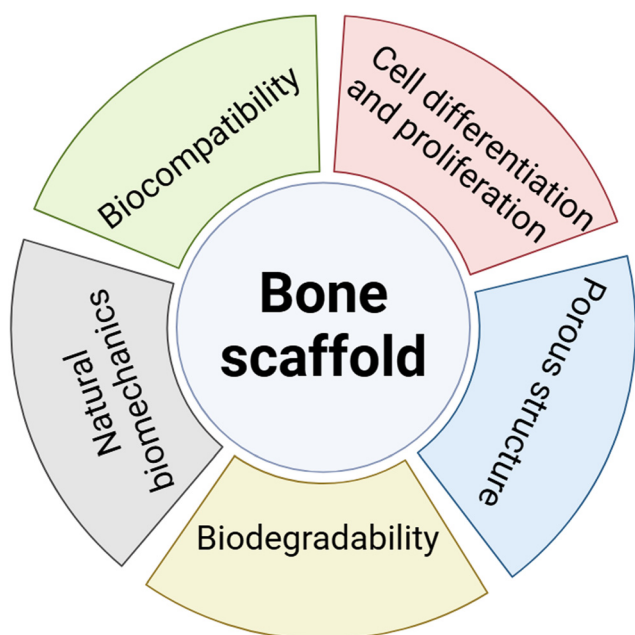 Biocompatibility
Cell differentiation
and proliferation
Porous structure
Biodegradability
Natural
biomechanics
Bone
scaffold